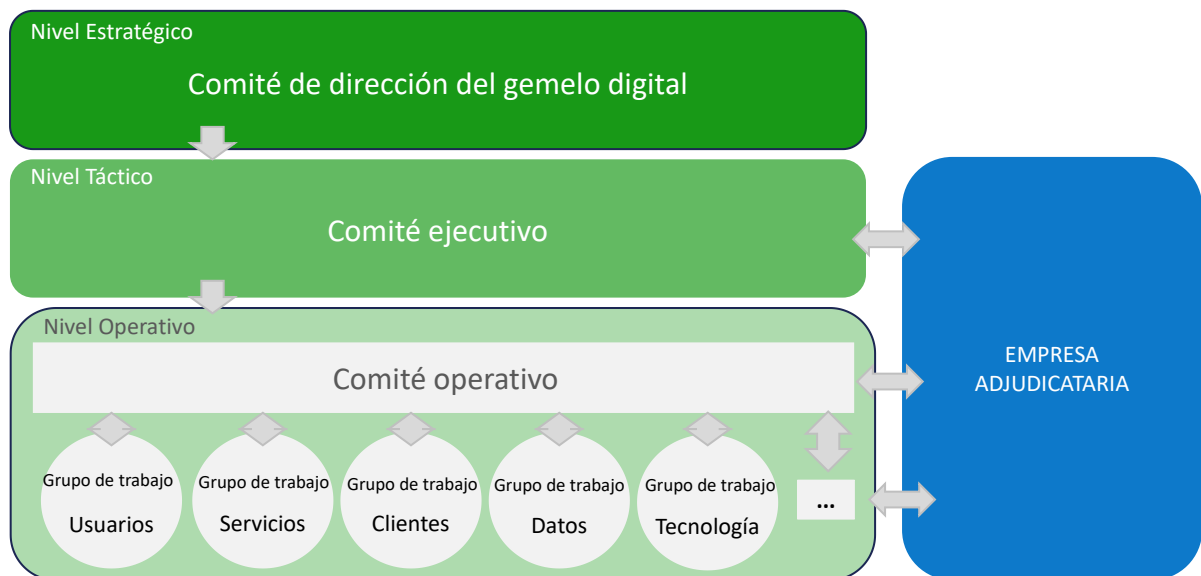 Nivel Estratégico
Comité de dirección del gemelo digital
Nivel Táctico
Comité ejecutivo
Nivel Operativo
Comité operativo
Grupo de trabajo
Usuarios
Grupo de trabajo
Servicios
Grupo de trabajo
Clientes
Grupo de trabajo
Datos
Grupo de trabajo
Tecnología
...
EMPRESA
ADJUDICATARIA